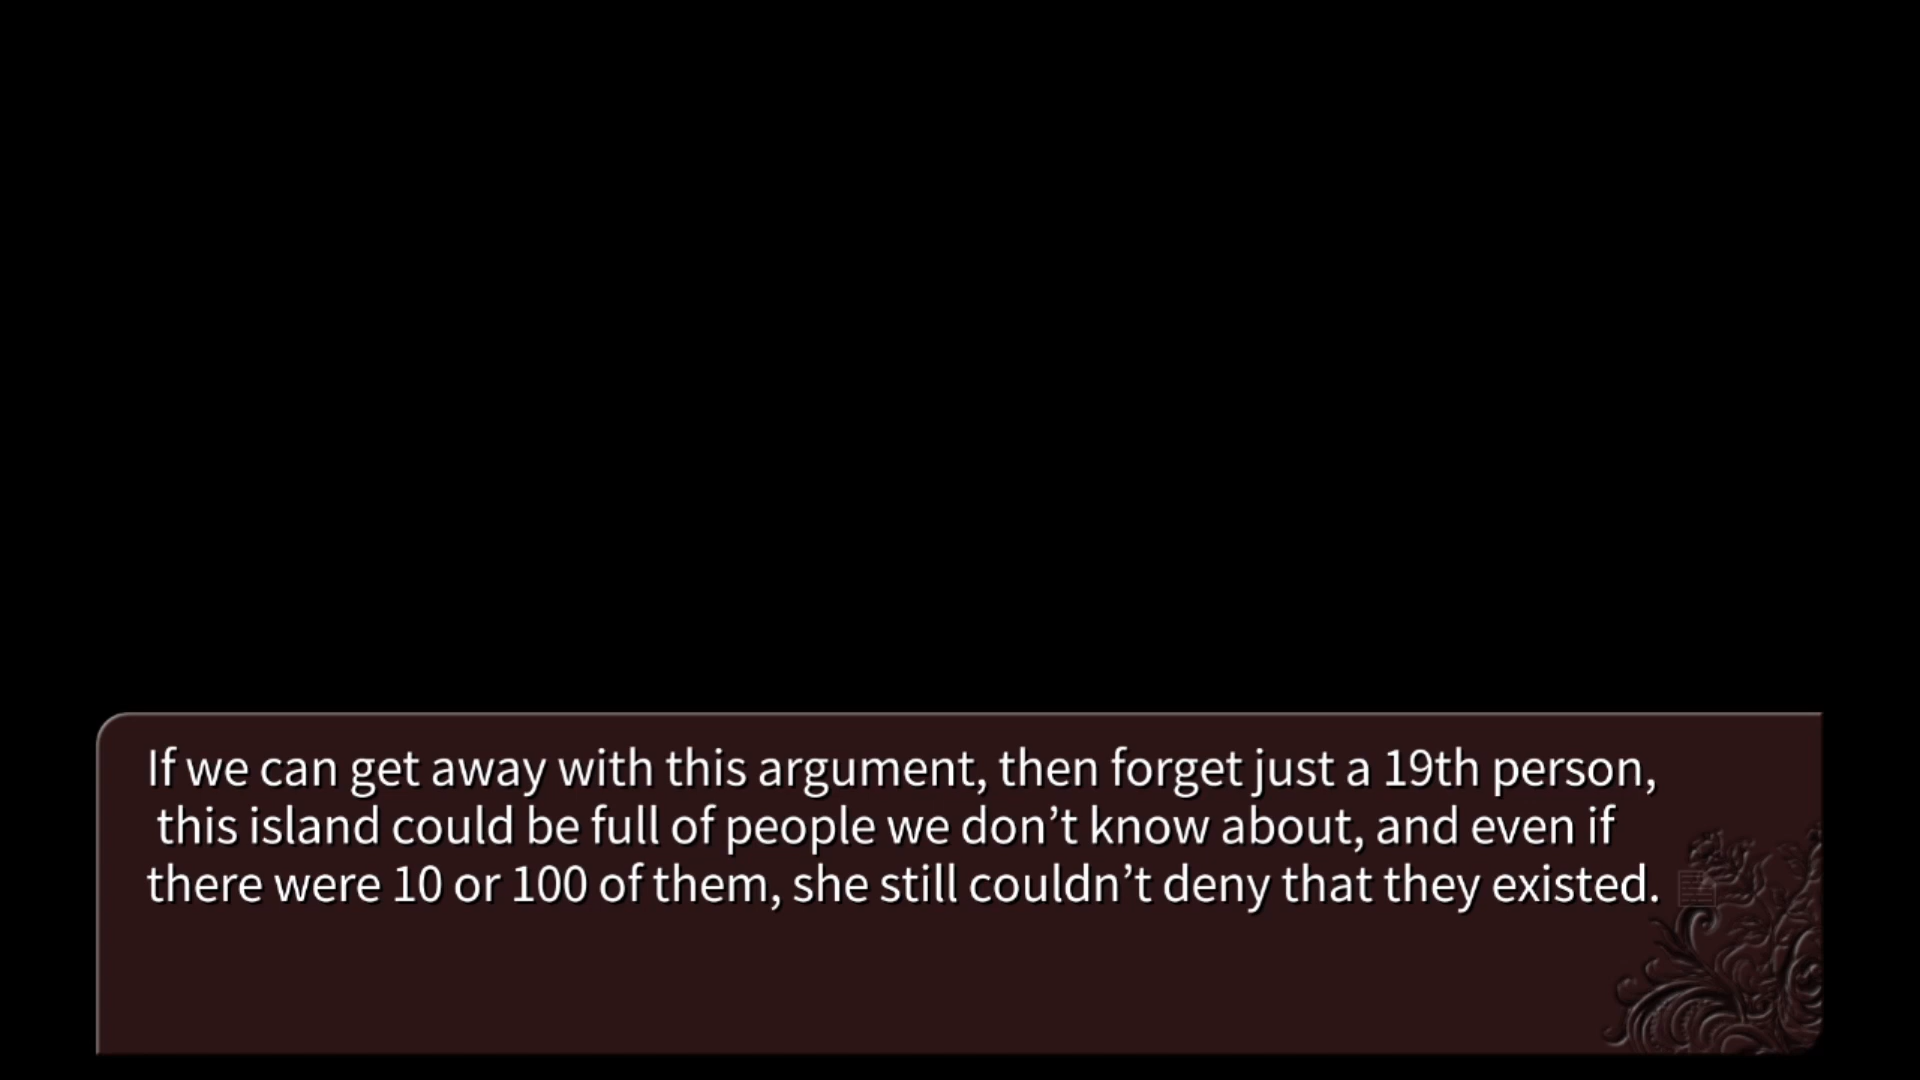 If we can get away with this argument, then forget just a 19th person,
this island could be full of people we don’t know about, and even if
there were 10 or 100 of them, she still couldn’t deny that they existed.